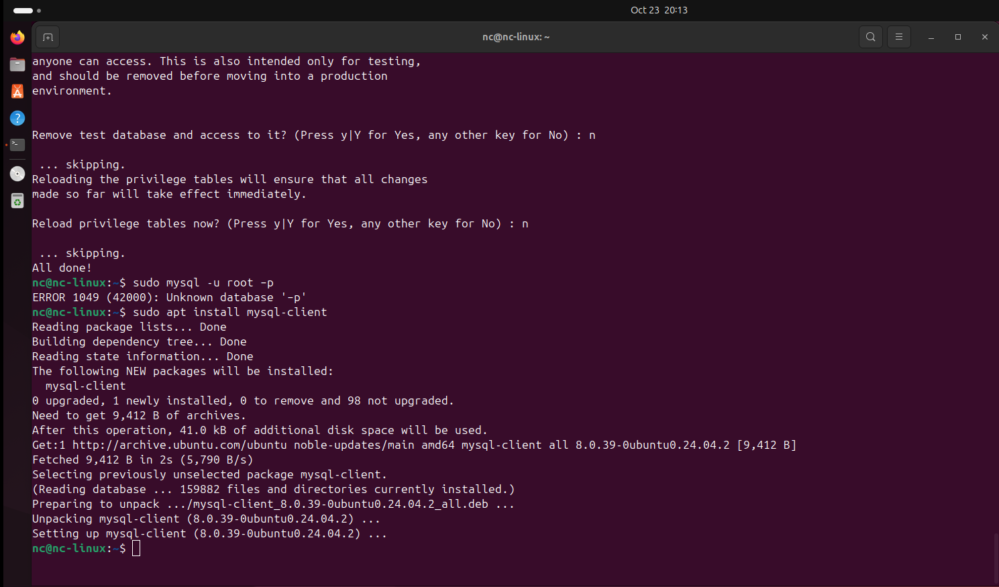 Oct 23 20:13
nc@nc-linux: ~
anyone can access. This is also intended only for testing,
and should be removed before moving into a production
environment.
Remove test database and access to it? (Press y|Y for Yes, any other key for No) : n
... skipping.
Reloading the privilege tables will ensure that all changes
made so far will take effect immediately.
Reload privilege tables now? (Press y|Y for Yes, any other key for No) : n
... skipping.
All done!
nc@nc-linux:~$ sudo mysql -u root –p
ERROR 1049 (42000): Unknown database '–p'
nc@nc-linux:~$ sudo apt install mysql-client
Reading package lists... Done
Building dependency tree... Done
Reading state information... Done
The following NEW packages will be installed:
mysql-client
0 upgraded, 1 newly installed, 0 to remove and 98 not upgraded.
Need to get 9,412 B of archives.
After this operation, 41.0 kB of additional disk space will be used.
Get:1 http://archive.ubuntu.com/ubuntu noble-updates/main amd64 mysql-client all 8.0.39-0ubuntu0.24.04.2 [9,412 B]
Fetched 9,412 B in 2s (5,790 B/s)
Selecting previously unselected package mysql-client.
(Reading database ... 159882 files and directories currently installed.)
Preparing to unpack .../mysql-client_8.0.39-0ubuntu0.24.04.2_all.deb ...
Unpacking mysql-client (8.0.39-0ubuntu0.24.04.2) ...
Setting up mysql-client (8.0.39-0ubuntu0.24.04.2) ...
nc@nc-linux:~$